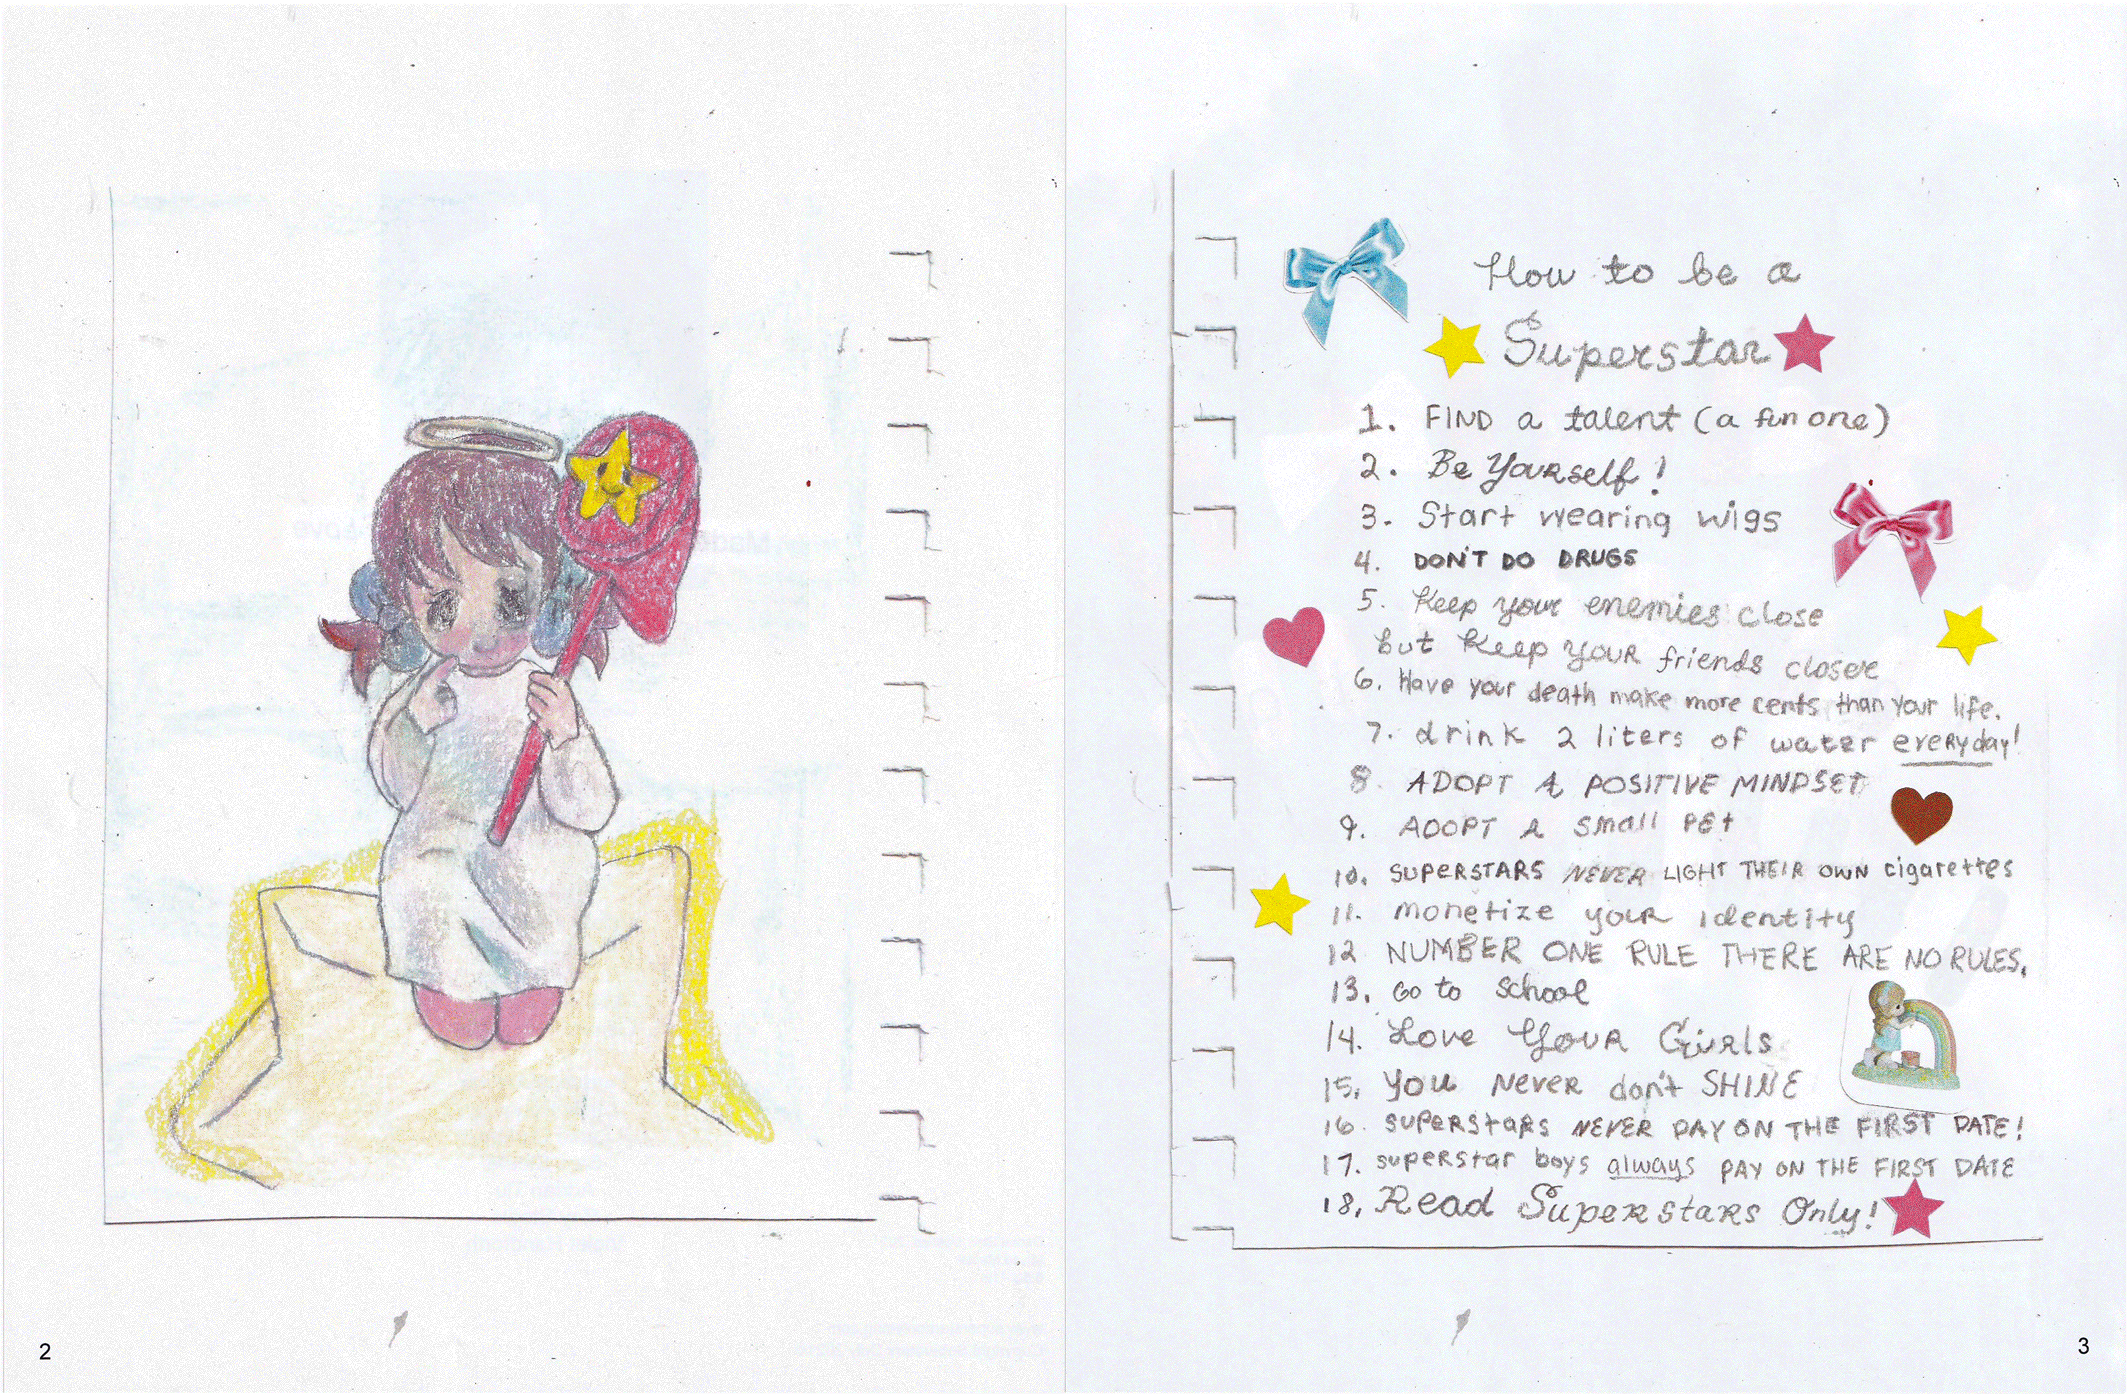 How to be a
Superstar
1. FIND a talent (a fun one)
2. Be Yourself!
3. Start wearing wigs
4. DON'T DO DRUGS
5. Keep your enemies close
but Keep YOUR friends closer
6. Have your death make more cents than your life.
7. drink 2 liters of water everyday!
8. ADOPT A POSITIVE MINDSET
9. ADOPT A small PEt
10. SUPERSTARS NEVER LIGHT THEIR OWN cigarettes
11. monetize your identity
12 NUMBER ONE RULE THERE ARE NO RULES.
13. Go to School
14. Love Your Girls
15. You Never don't SHINE
16. SUPERStARS NEVER PAY ON THE FIRST DATE!
17. superstar boys always PAY ON THE FIRST DATE
18. Read Superstars Only!
2
3